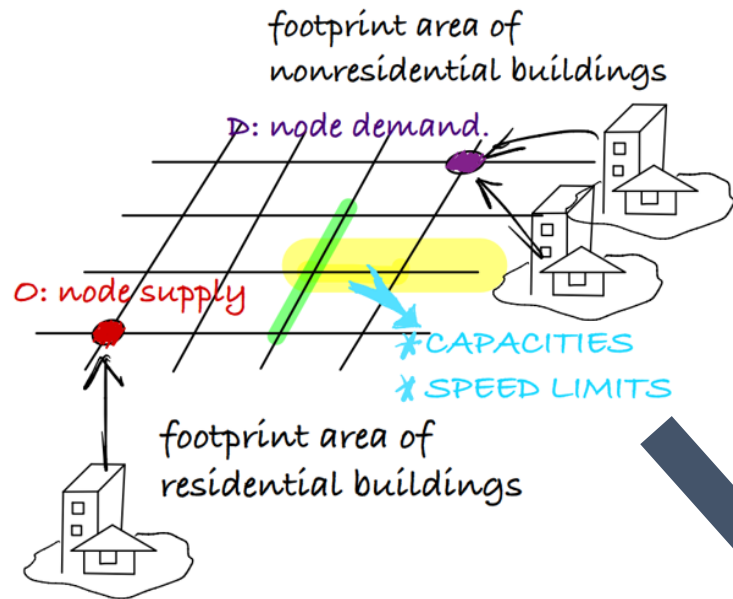 footprint area of
nonresidential buildings
D: node demand.
O: node supply
* CAPACITIES
* SPEED LIMITS
footprint area of
residential buildings